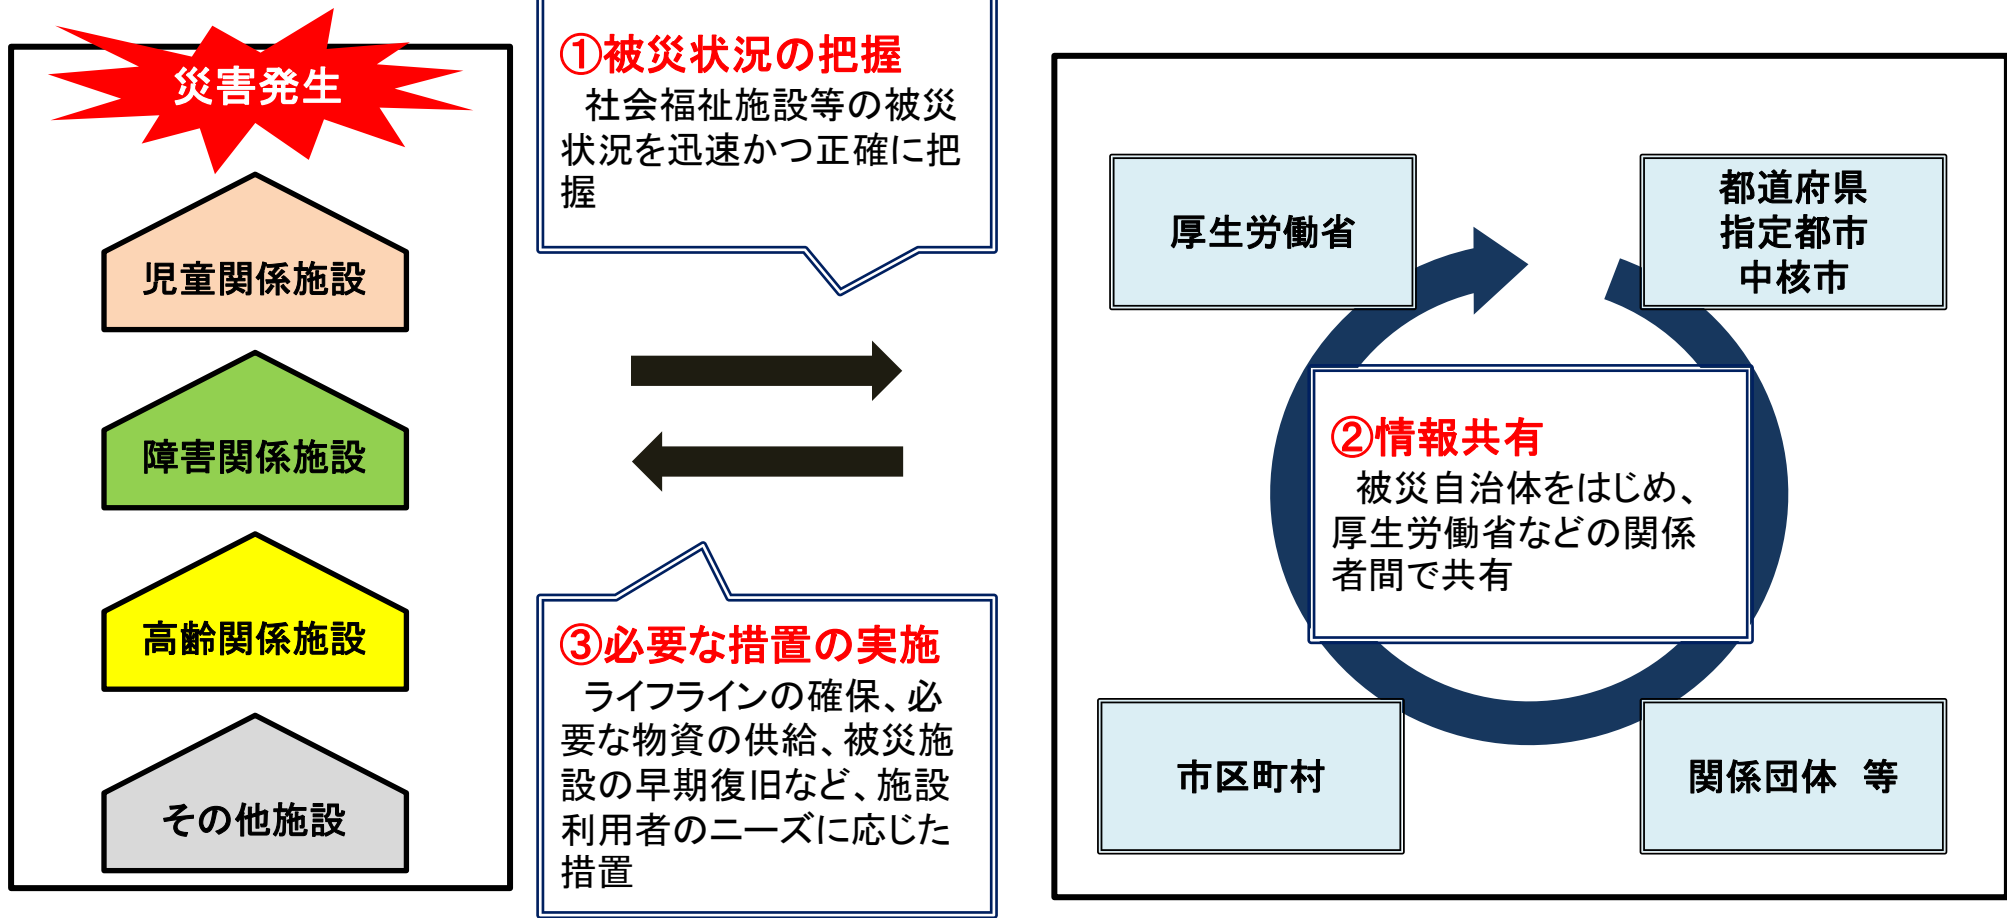 災害発生
児童関係施設
障害関係施設
高齢関係施設
その他施設
①被災状況の把握
社会福祉施設等の被災
状況を迅速かつ正確に把
握
③必要な措置の実施
ライフラインの確保、必
要な物資の供給、被災施
設の早期復旧など、施設
利用者のニーズに応じた
措置
厚生労働省
都道府県
指定都市
中核市
②情報共有
被災自治体をはじめ、
厚生労働省などの関係
者間で共有
市区町村
関係団体　等